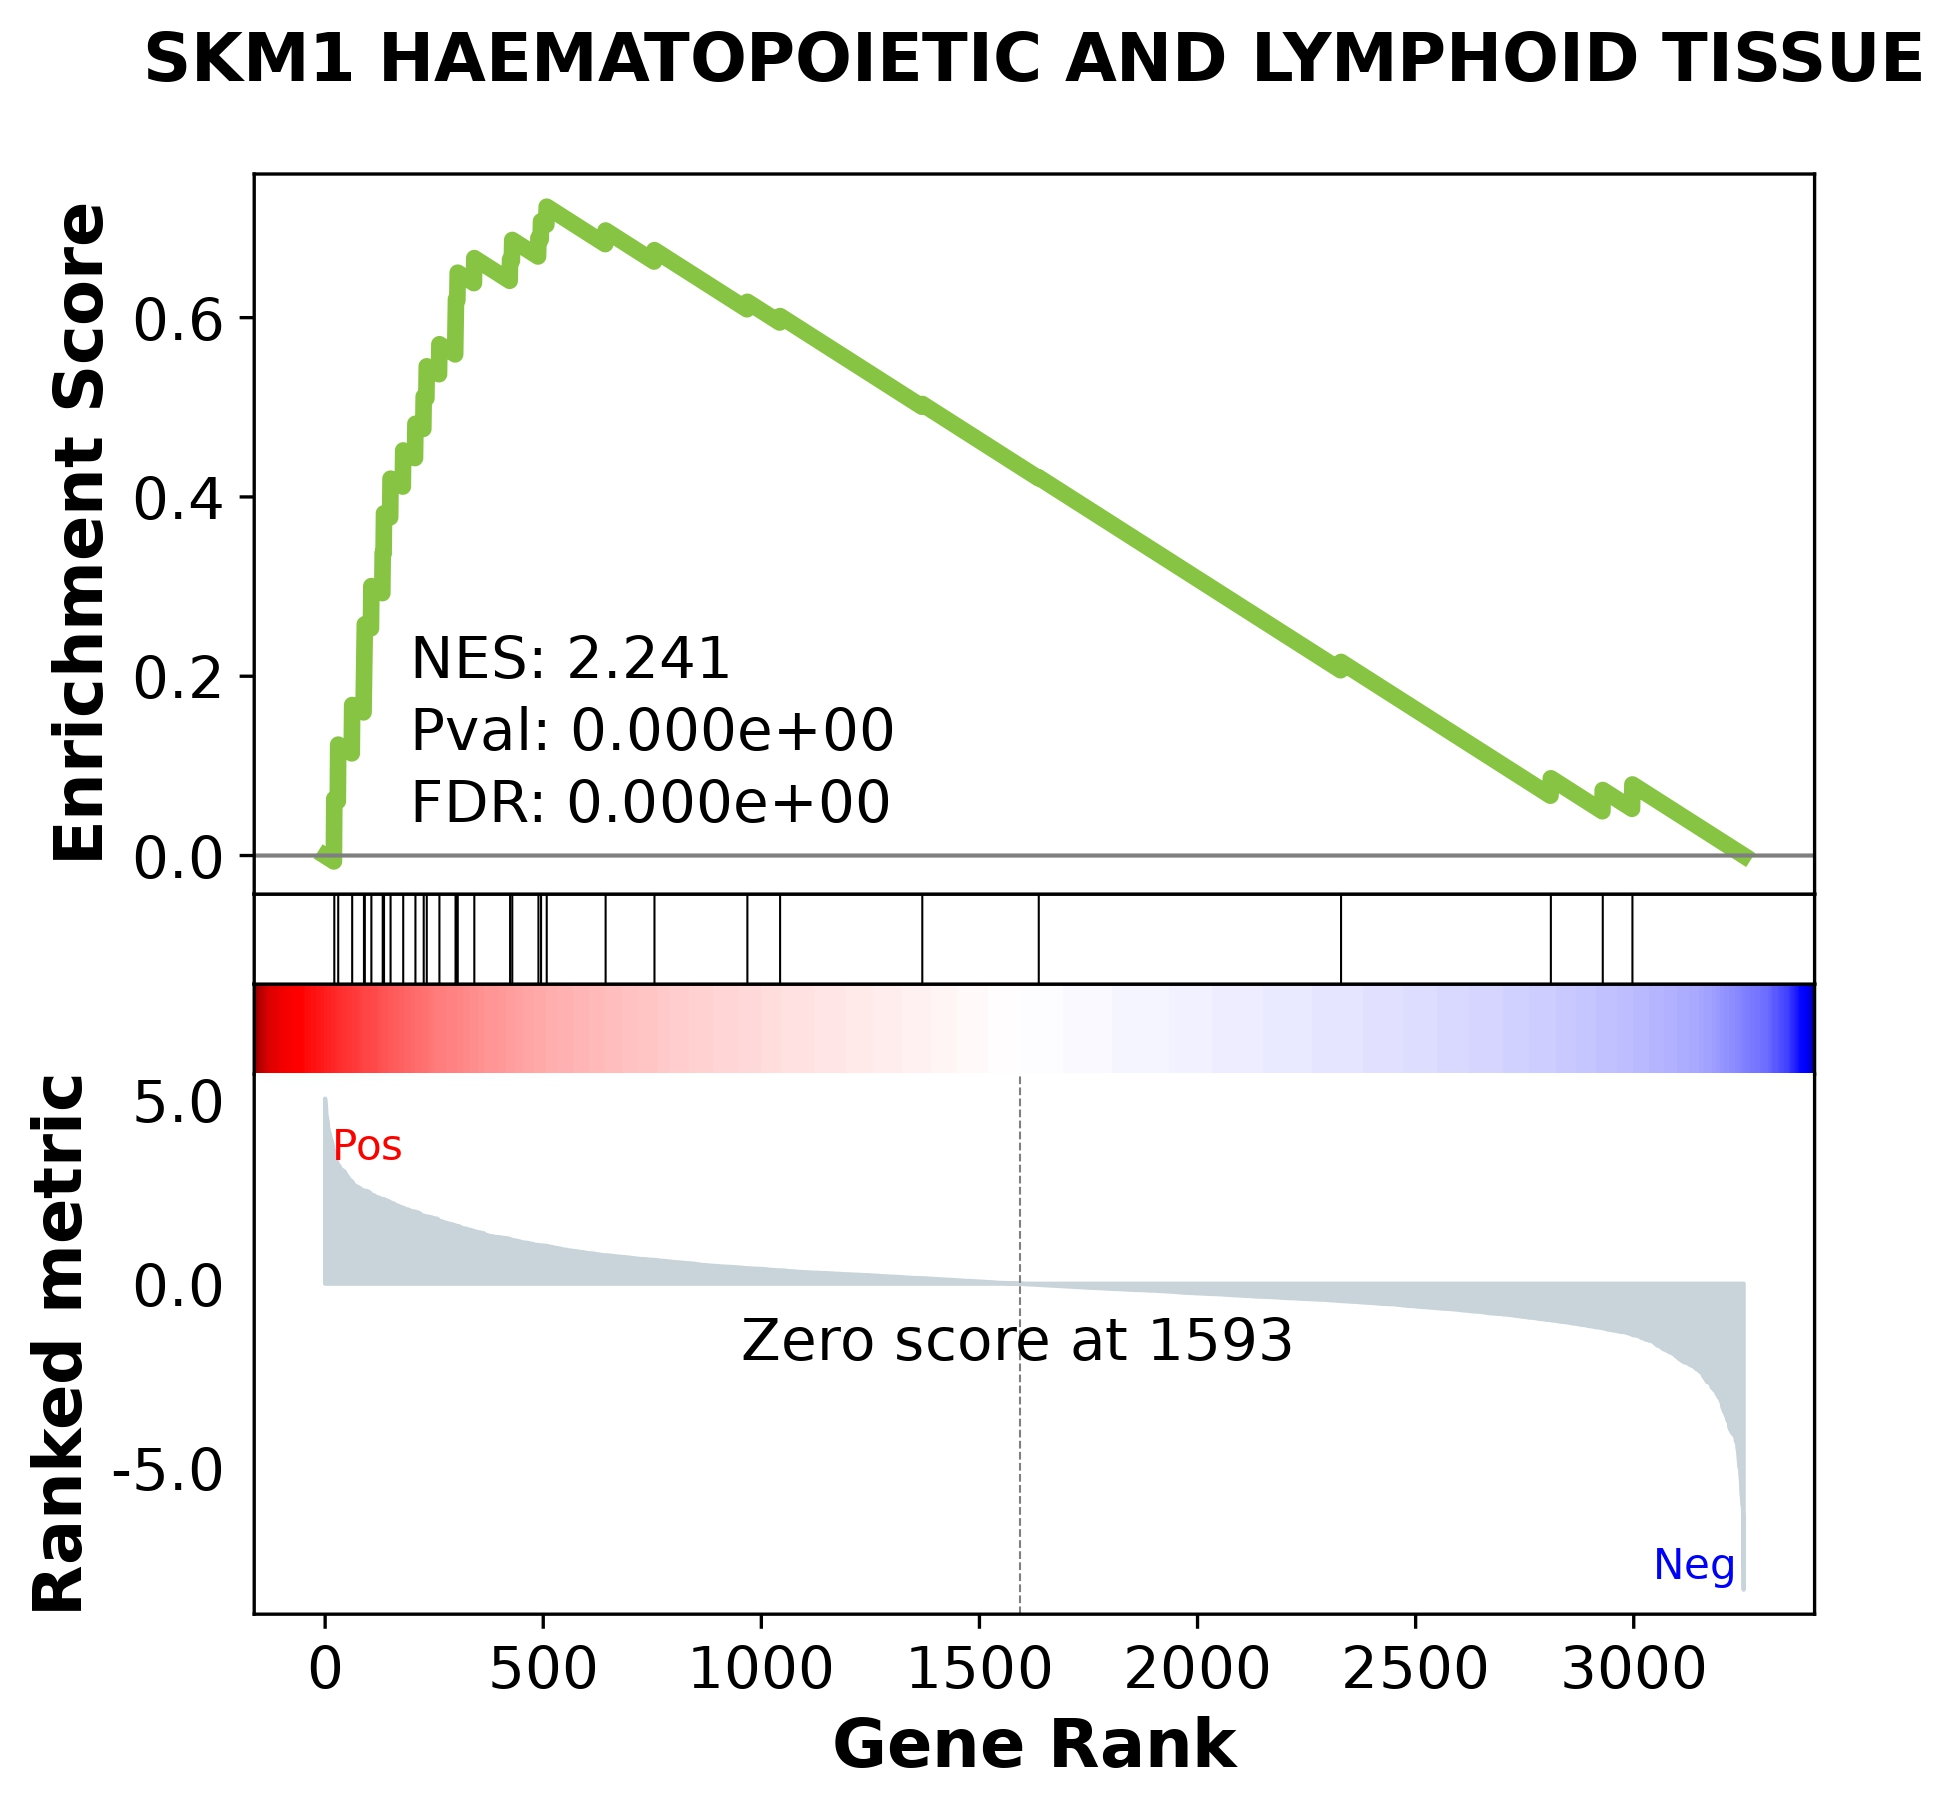 SKM1 HAEMATOPOIETIC AND LYMPHOID TISSUE
Enrichment Score
0.6
0.4
0.2
0.0
NES: 2.241
Pval: 0.000e+00
FDR: 0.000e+00
Ranked metric
5.0
0.0
-5.0
Pos
Zero score at 1593
Neg
0 500 1000 1500 2000 2500 3000
Gene Rank